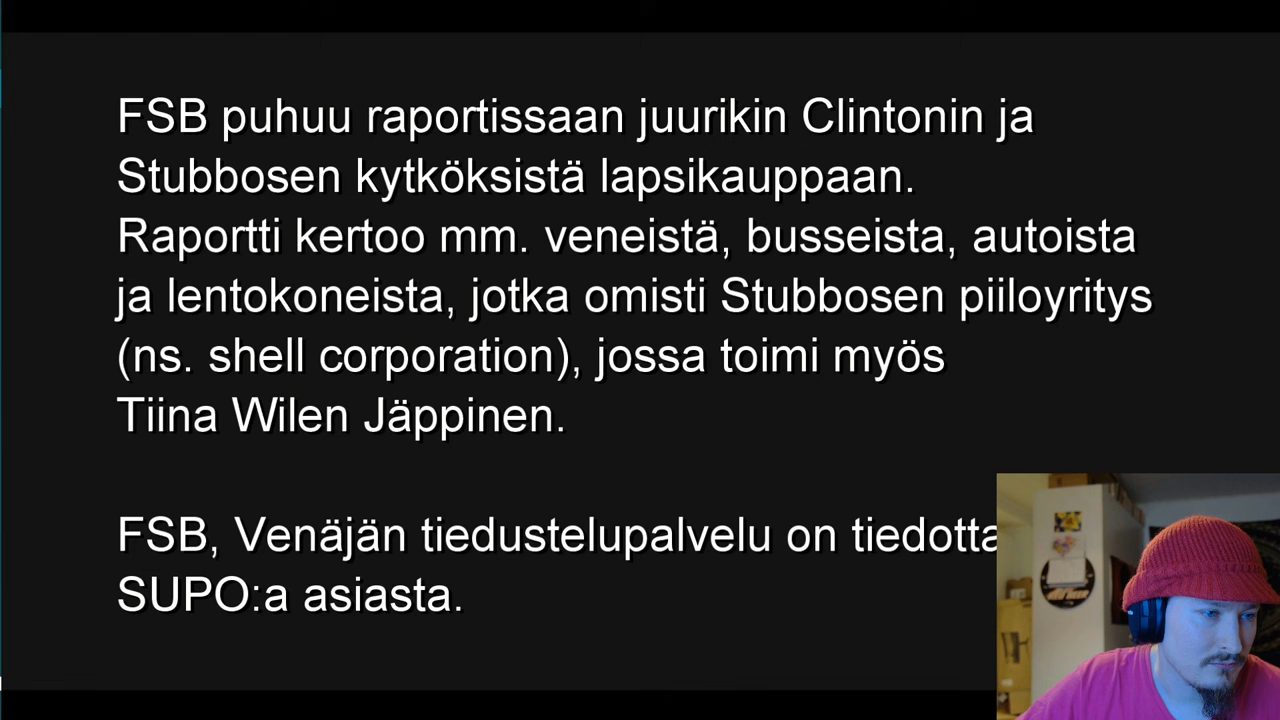 FSB puhuu raportissaan juurikin Clintonin ja
Stubbosen kytköksistä lapsikauppaan.
Raportti kertoo mm. veneistä, busseista, autoista
ja lentokoneista, jotka omisti Stubbosen piiloyritys
(ns. shell corporation), jossa toimi myös
Tiina Wilen Jäppinen.
FSB, Venäjän tiedustelupalvelu on
SUPO:a asiasta.